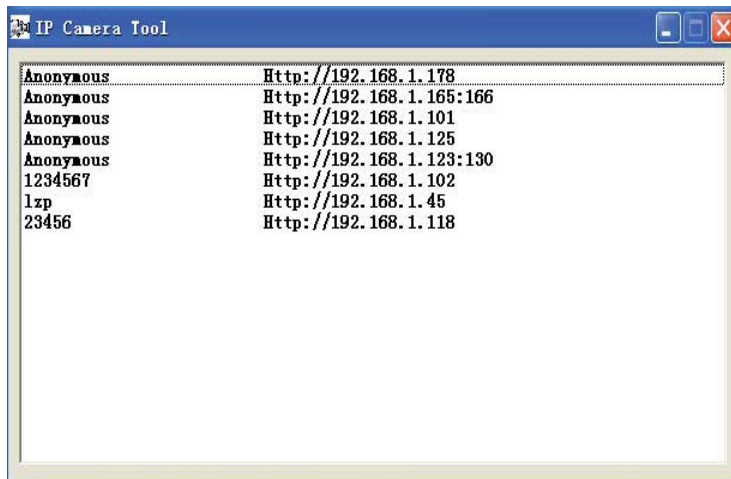 IP Camera Tool
Anonymous Http://192.168.1.178
Anonymous Http://192.168.1.165:166
Anonymous Http://192.168.1.101
Anonymous Http://192.168.1.125
Anonymous Http://192.168.1.123:130
1234567 Http://192.168.1.102
lzp Http://192.168.1.45
23456 Http://192.168.1.118